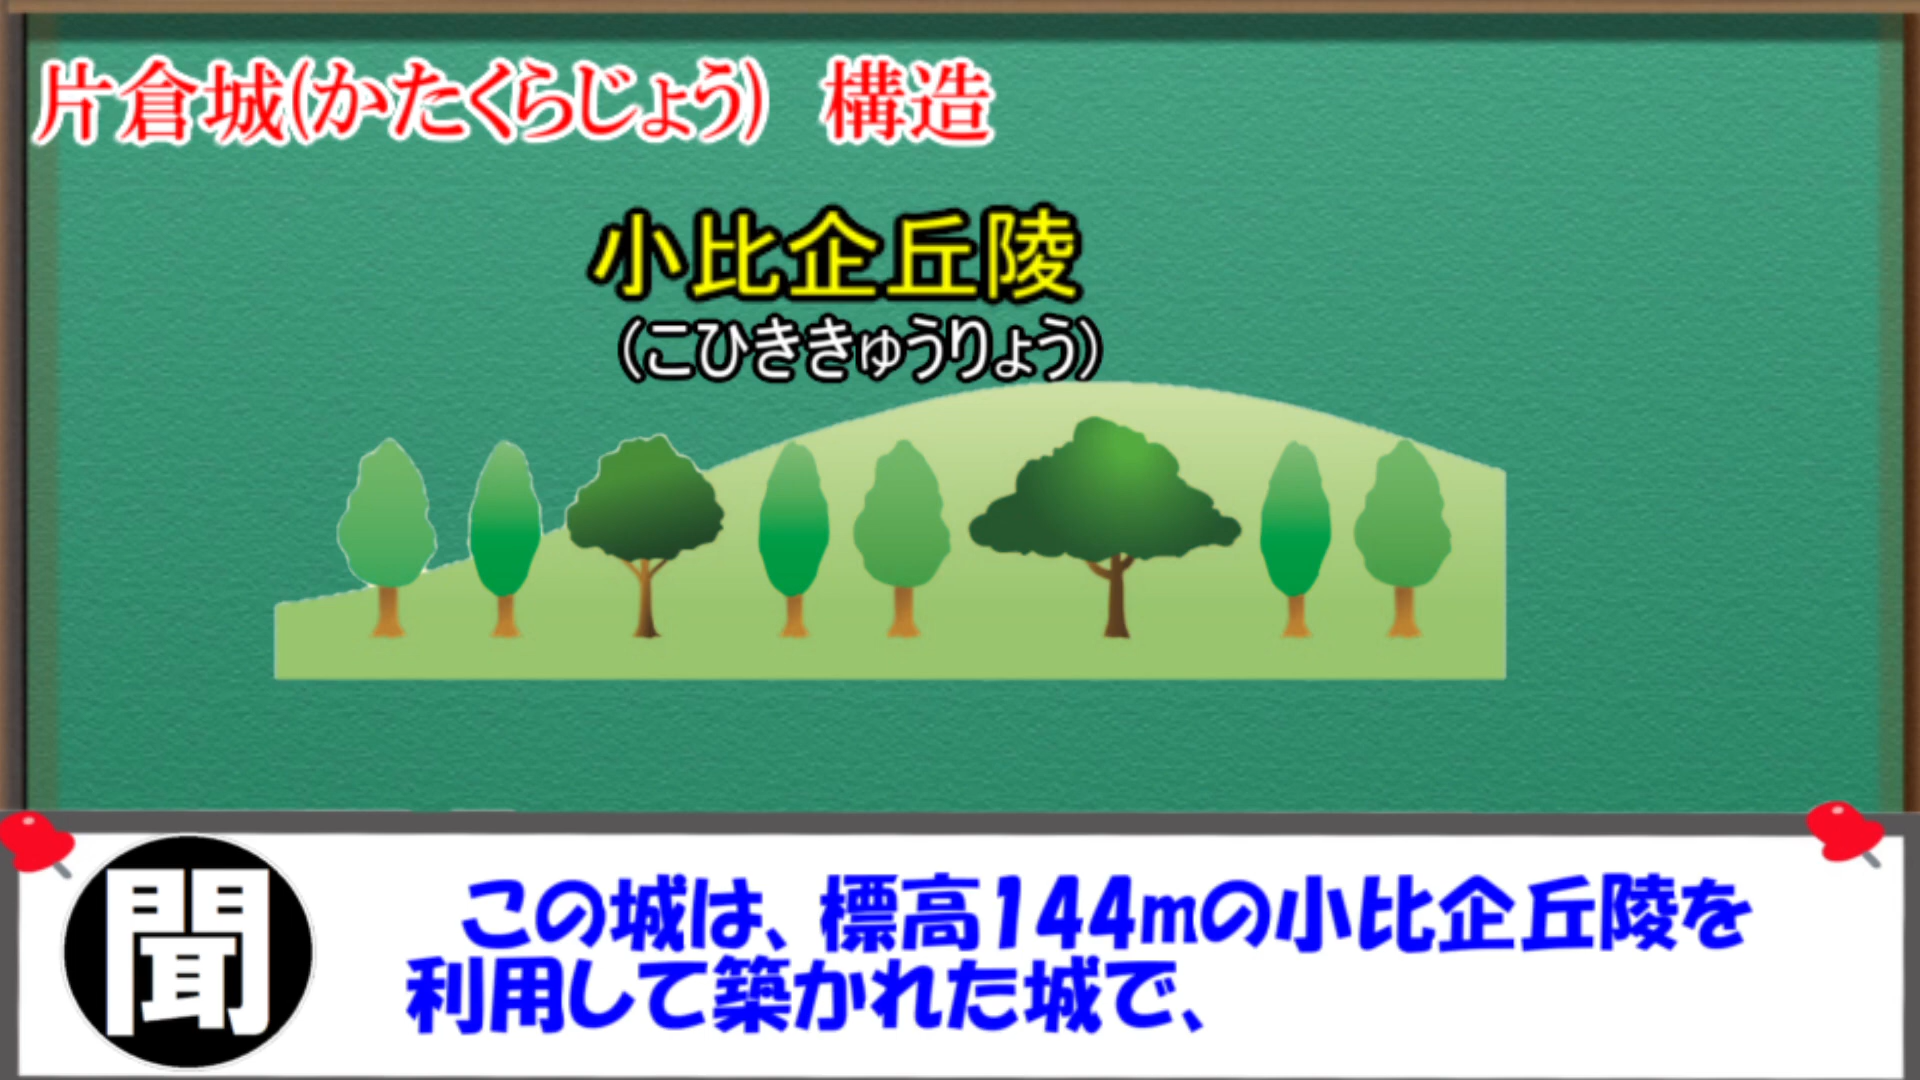 片倉城(かたくらじょう)　構造
小比企丘陵
(こひききゅうりょう)
聞
この城は、標高144mの小比企丘陵を
利用して築かれた城で、